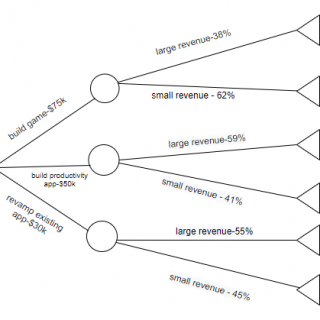 large revenue-38%
build game-$75k
small revenue - 62%
large revenue-59%
build productivity
app-$50k
small revenue - 41%
revamp existing
app-$30k
large revenue-55%
small revenue - 45%